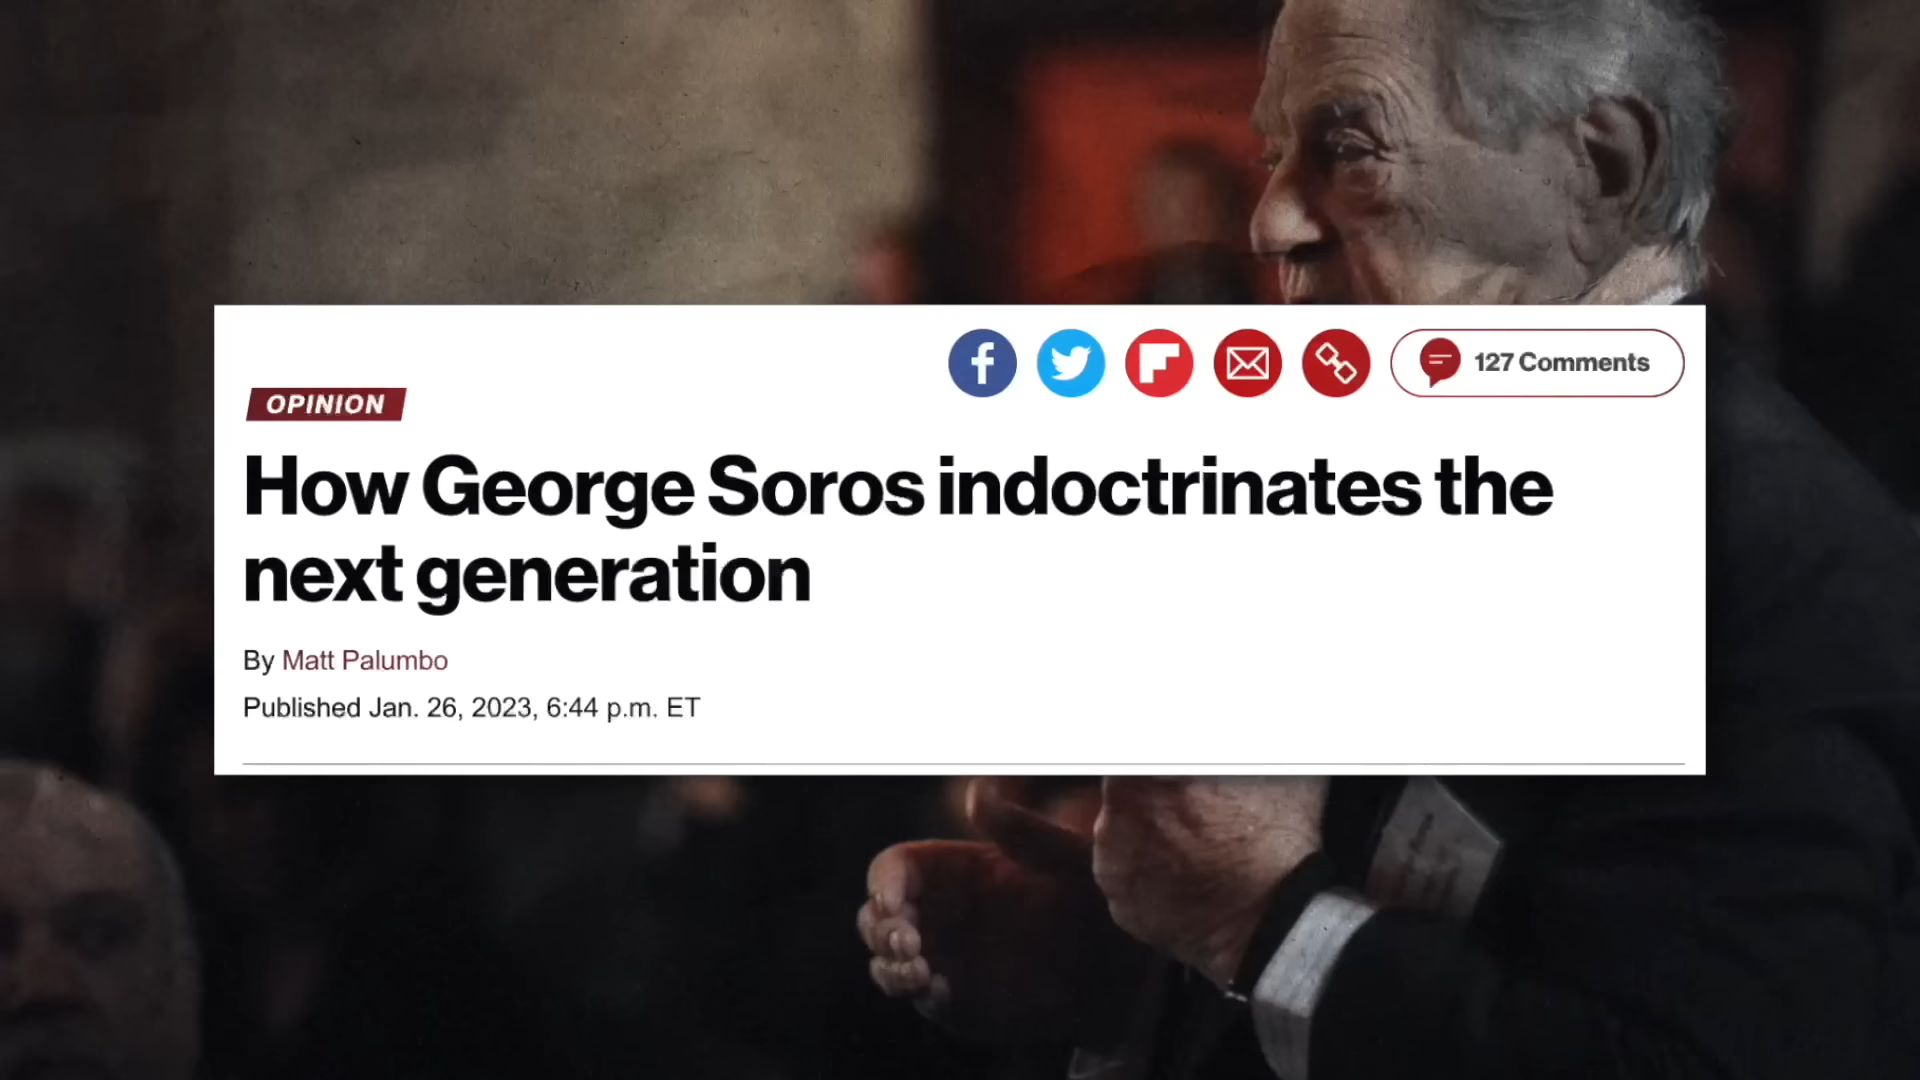 127 Comments
OPINION
How George Soros indoctrinates the
next generation
By Matt Palumbo
Published Jan. 26, 2023, 6:44 p.m. ET